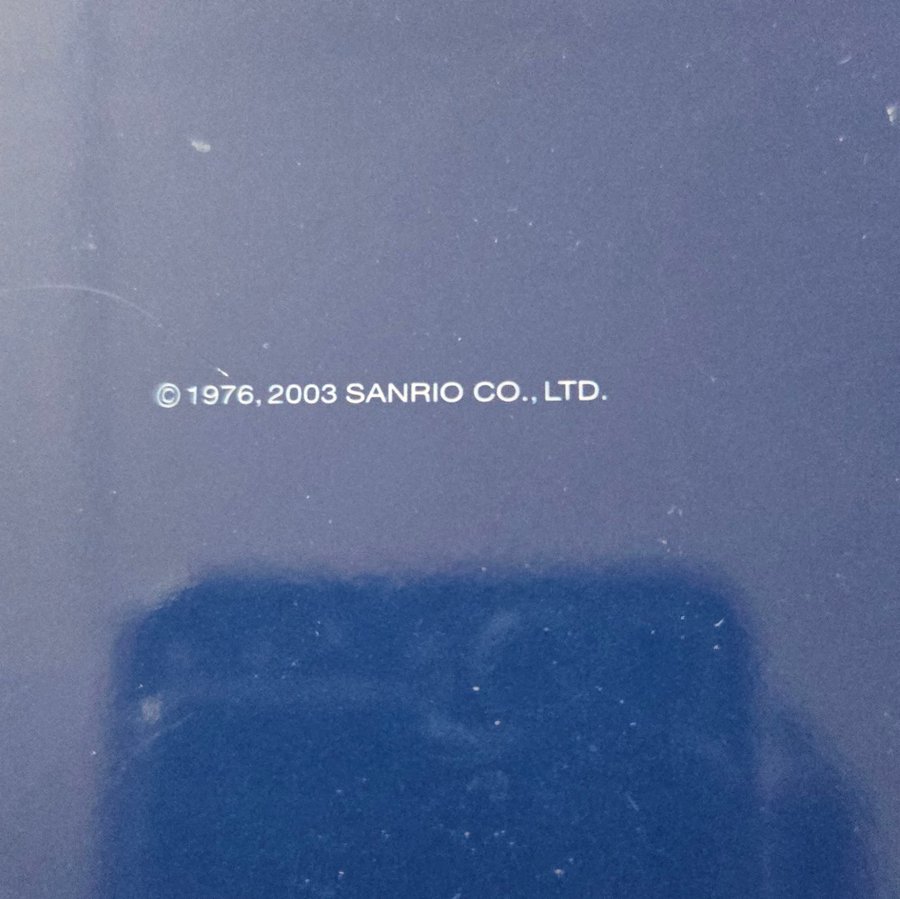 © 1976, 2003 SANRIO CO., LTD.